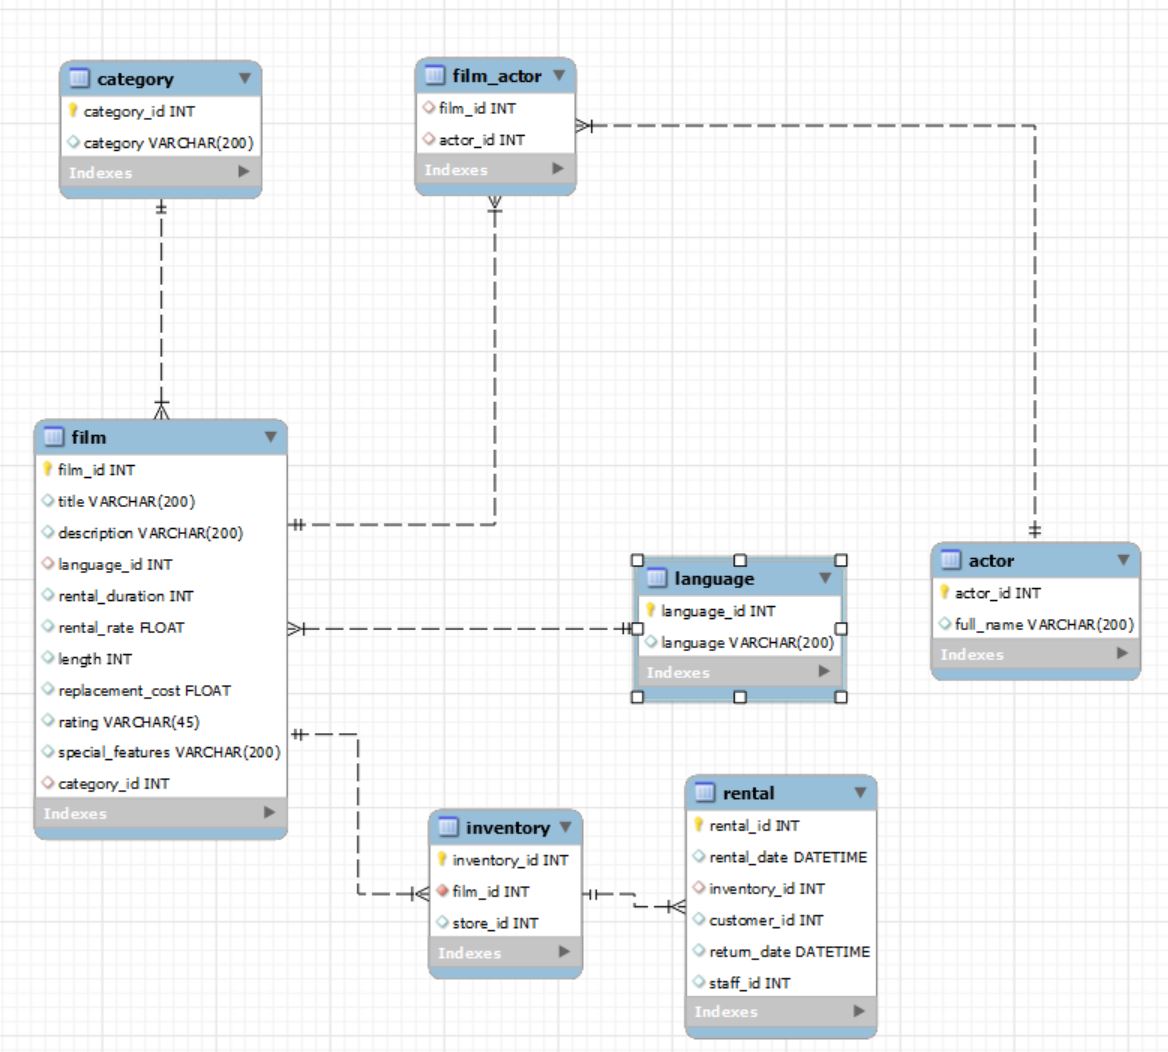 category
category_id INT
category VARCHAR(200)
Indexes
film_actor
film_id INT
actor_id INT
Indexes
film
film_id INT
title VARCHAR(200)
description VARCHAR(200)
language_id INT
rental_duration INT
rental_rate FLOAT
length INT
replacement_cost FLOAT
rating VARCHAR(45)
special_features VARCHAR(200)
category_id INT
Indexes
language
language_id INT
language VARCHAR(200)
Indexes
actor
actor_id INT
full_name VARCHAR(200)
Indexes
inventory
inventory_id INT
film_id INT
store_id INT
Indexes
rental
rental_id INT
rental_date DATETIME
inventory_id INT
customer_id INT
return_date DATETIME
staff_id INT
Indexes